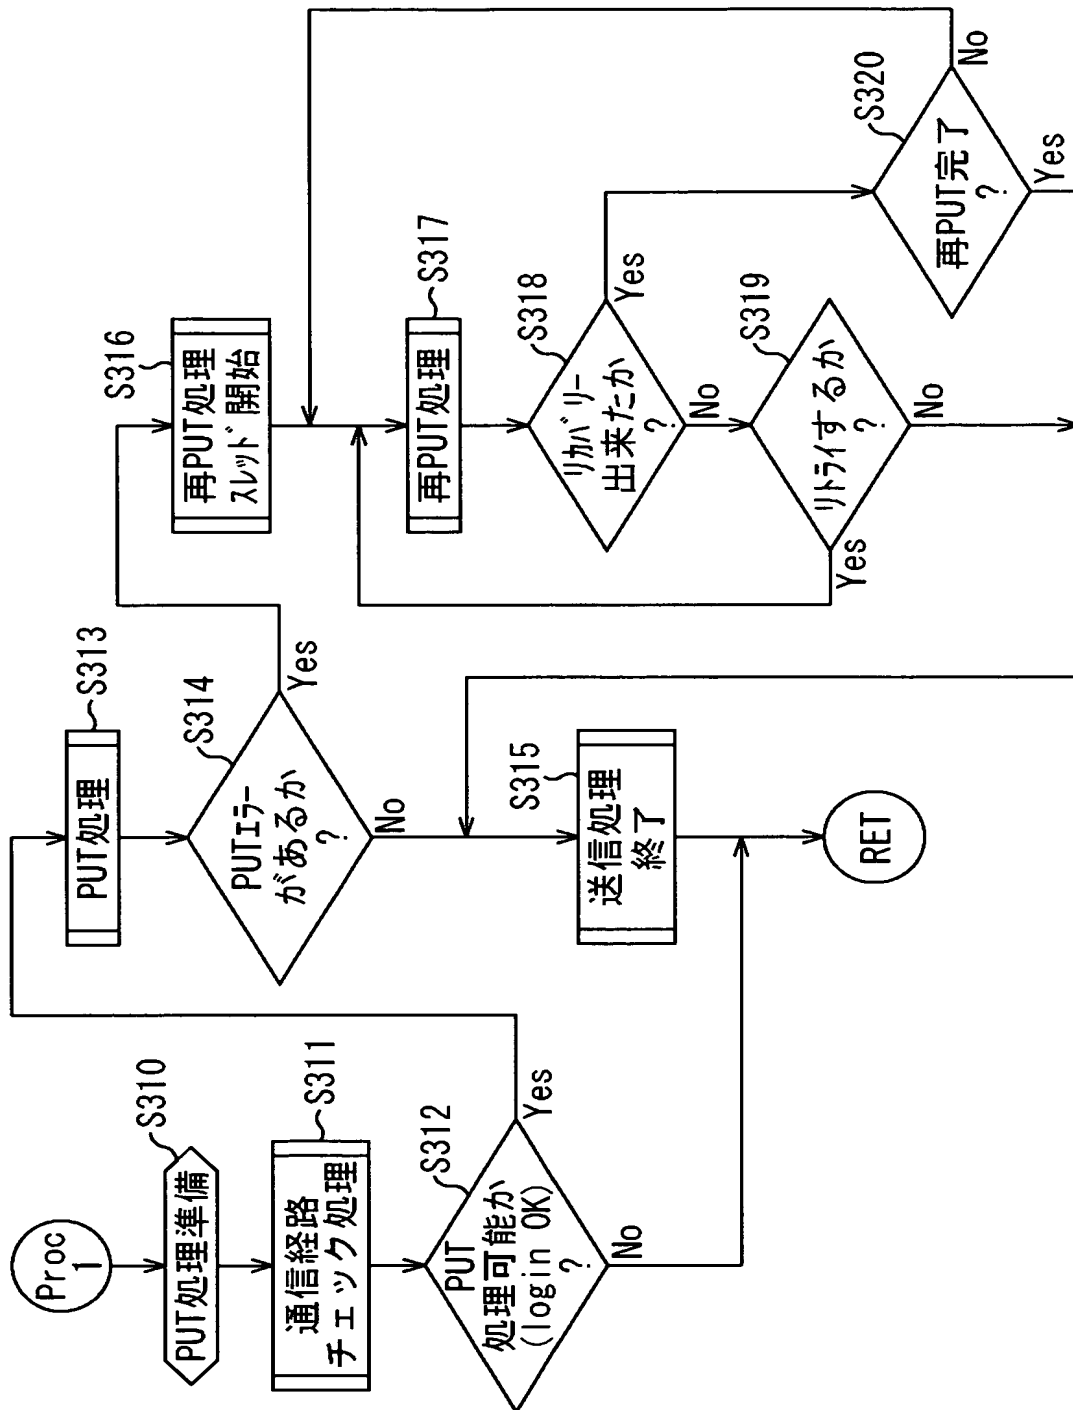 Proc
1
S310
PUT処理準備
S311
通信経路
チェック処理
S312
PUT
処理可能か
(login OK)
?
Yes
No
S313
PUT処理
S314
PUTエラー
があるか
?
Yes
No
S315
送信処理
終了
RET
S316
再PUT処理
スレッド開始
S317
再PUT処理
S318
リカバリー
出来たか
?
Yes
No
S319
リトライするか
?
Yes
No
S320
再PUT完了
?
No
Yes